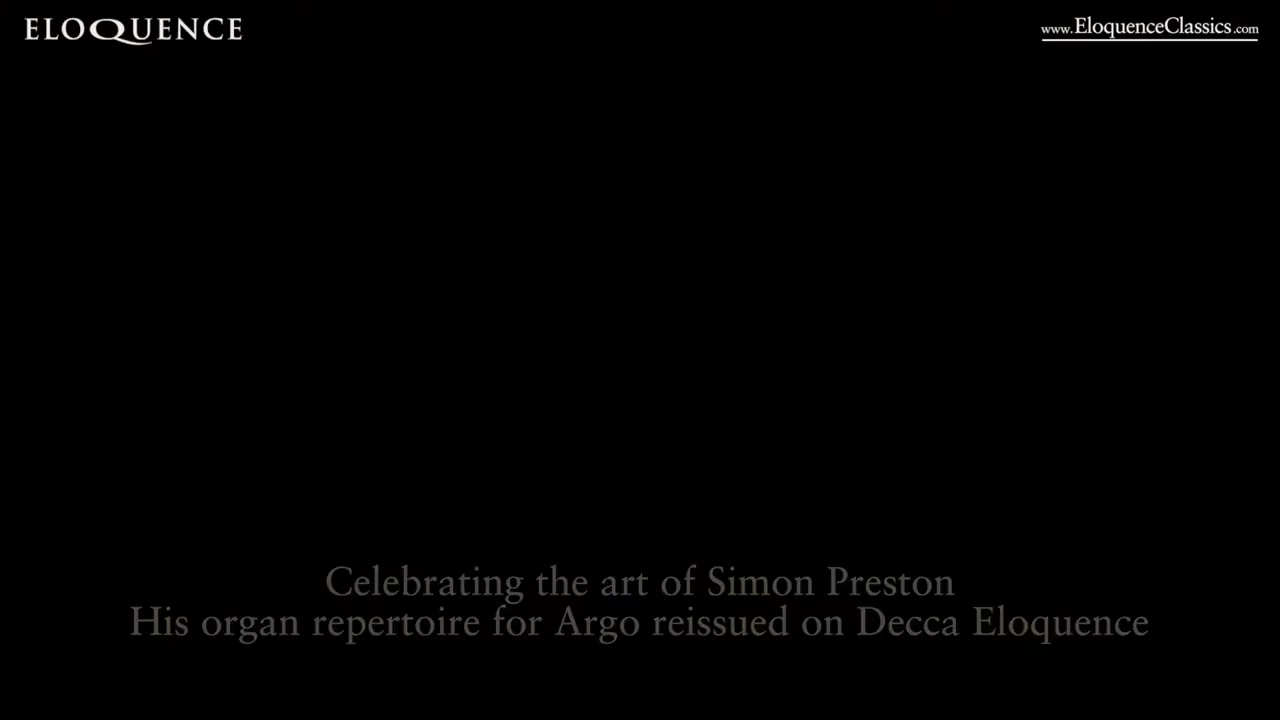 ELOQUENCE
www.EloquenceClassics.com
Celebrating the art of Simon Preston
His organ repertoire for Argo reissued on Decca Eloquence